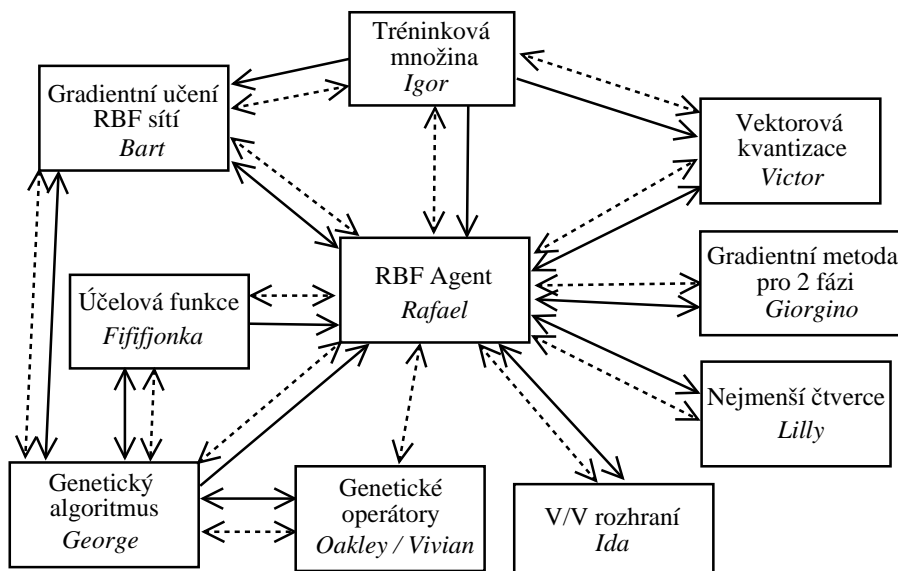 Tréninková
množina
Igor
Gradientní učení
RBF sítí
Bart
Vektorová
kvantizace
Victor
RBF Agent
Rafael
Gradientní metoda
pro 2 fázi
Giorgino
Účelová funkce
Fififjonka
Nejmenší čtverce
Lilly
Genetický
algoritmus
George
Genetické
operátory
Oakley / Vivian
V/V rozhraní
Ida